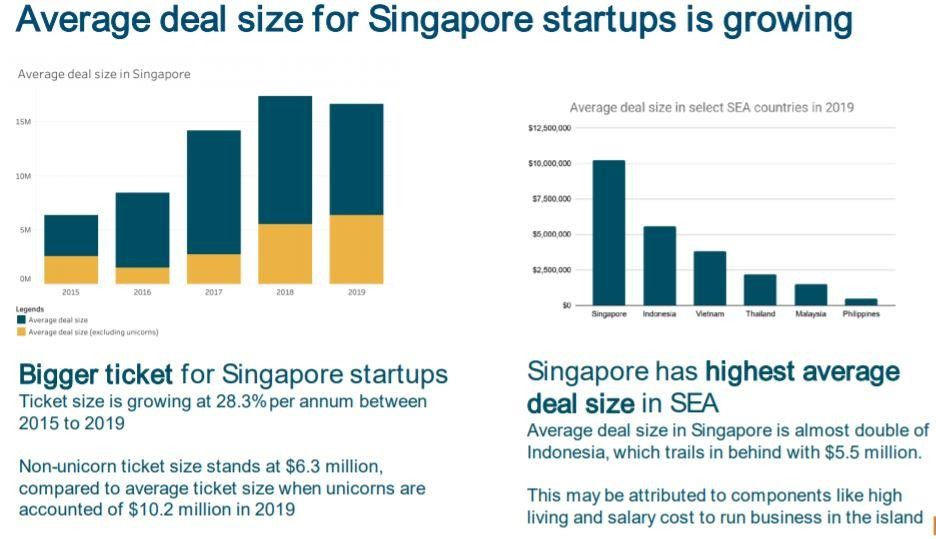 Average deal size for Singapore startups is growing
Average deal size in Singapore
15M
10M
5M
0M
2015 2016 2017 2018 2019
Legends
Average deal size
Average deal size (excluding unicorns)
Bigger ticket for Singapore startups
Ticket size is growing at 28.3% per annum between
2015 to 2019
Non-unicorn ticket size stands at $6.3 million,
compared to average ticket size when unicorns are
accounted of $10.2 million in 2019
Average deal size in select SEA countries in 2019
$12,500,000
$10,000,000
$7,500,000
$5,000,000
$2,500,000
$0
Singapore Indonesia Vietnam Thailand Malaysia Philippines
Singapore has highest average
deal size in SEA
Average deal size in Singapore is almost double of
Indonesia, which trails in behind with $5.5 million.
This may be attributed to components like high
living and salary cost to run business in the island